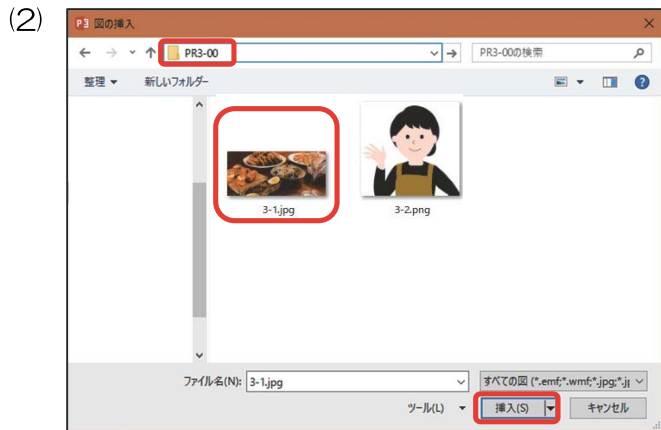 (2)
図の挿入
PR3-00
PR3-00の検索
整理
新しいフォルダー
3-1.jpg
3-2.png
ファイル名(N): 3-1.jpg
すべての図 (*.emf;*.wmf;*.jpg;*.j
ツール(L)
挿入(S)
キャンセル